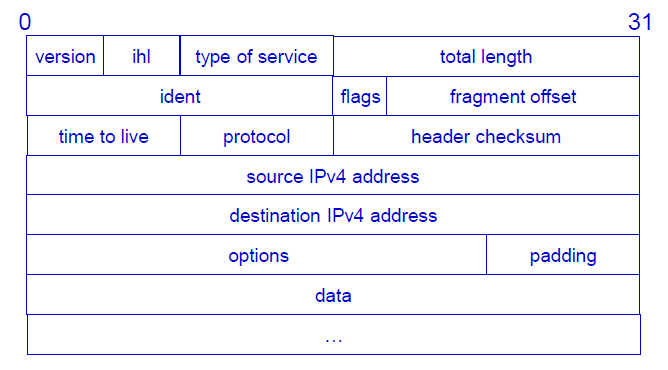 0 31
version ihl type of service total length
ident flags fragment offset
time to live protocol header checksum
source IPv4 address
destination IPv4 address
options padding
data
...